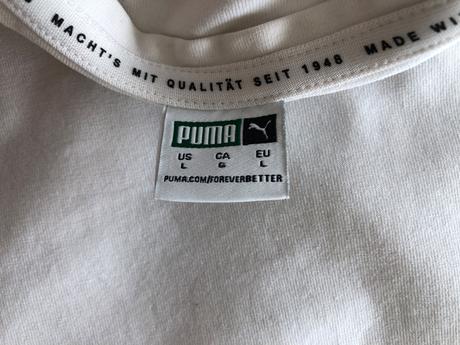 MACHT'S MIT QUALITÄT SEIT 1948 MADE WI
PUMA
US CA EU
L G L
PUMA.COM/FOREVERBETTER